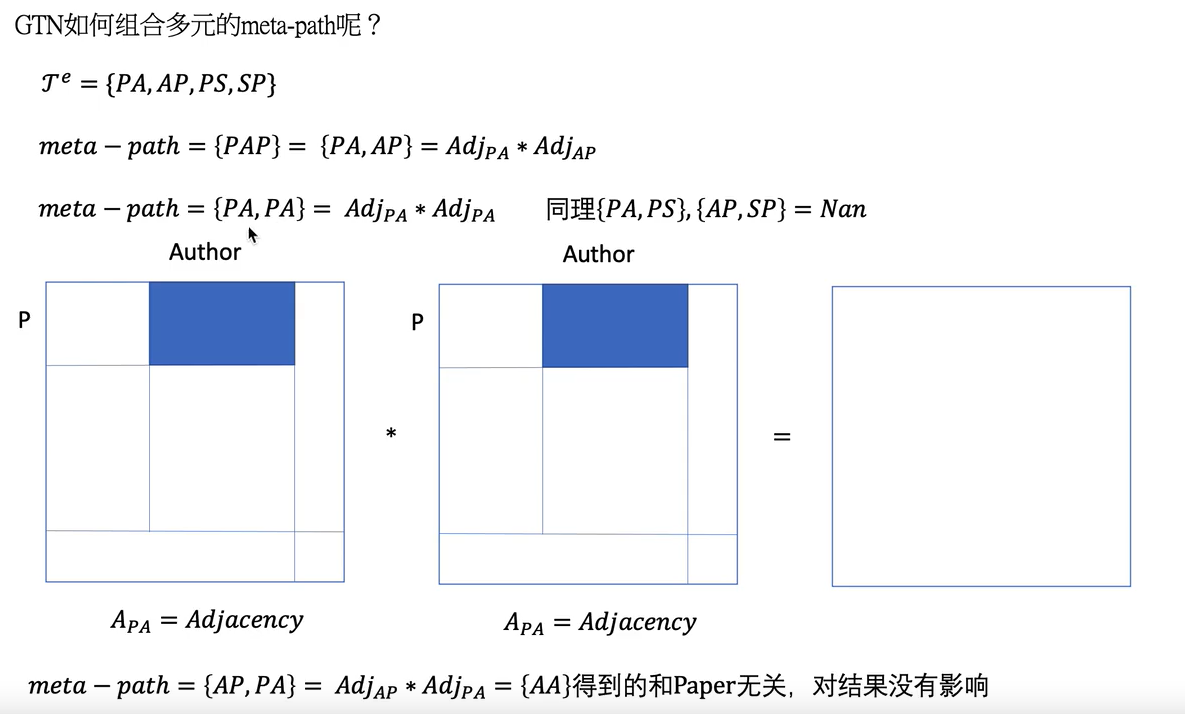 GTN如何组合多元的meta-path呢？
𝒯ᵉ = {PA, AP, PS, SP}
meta − path = {PAP} = {PA, AP} = Adj_PA * Adj_AP
meta − path = {PA, PA} = Adj_PA * Adj_PA 同理{PA, PS}, {AP, SP} = Nan
Author Author
P P
* =
A_PA = Adjacency A_PA = Adjacency
meta − path = {AP, PA} = Adj_AP * Adj_PA = {AA}得到的和Paper无关，对结果没有影响